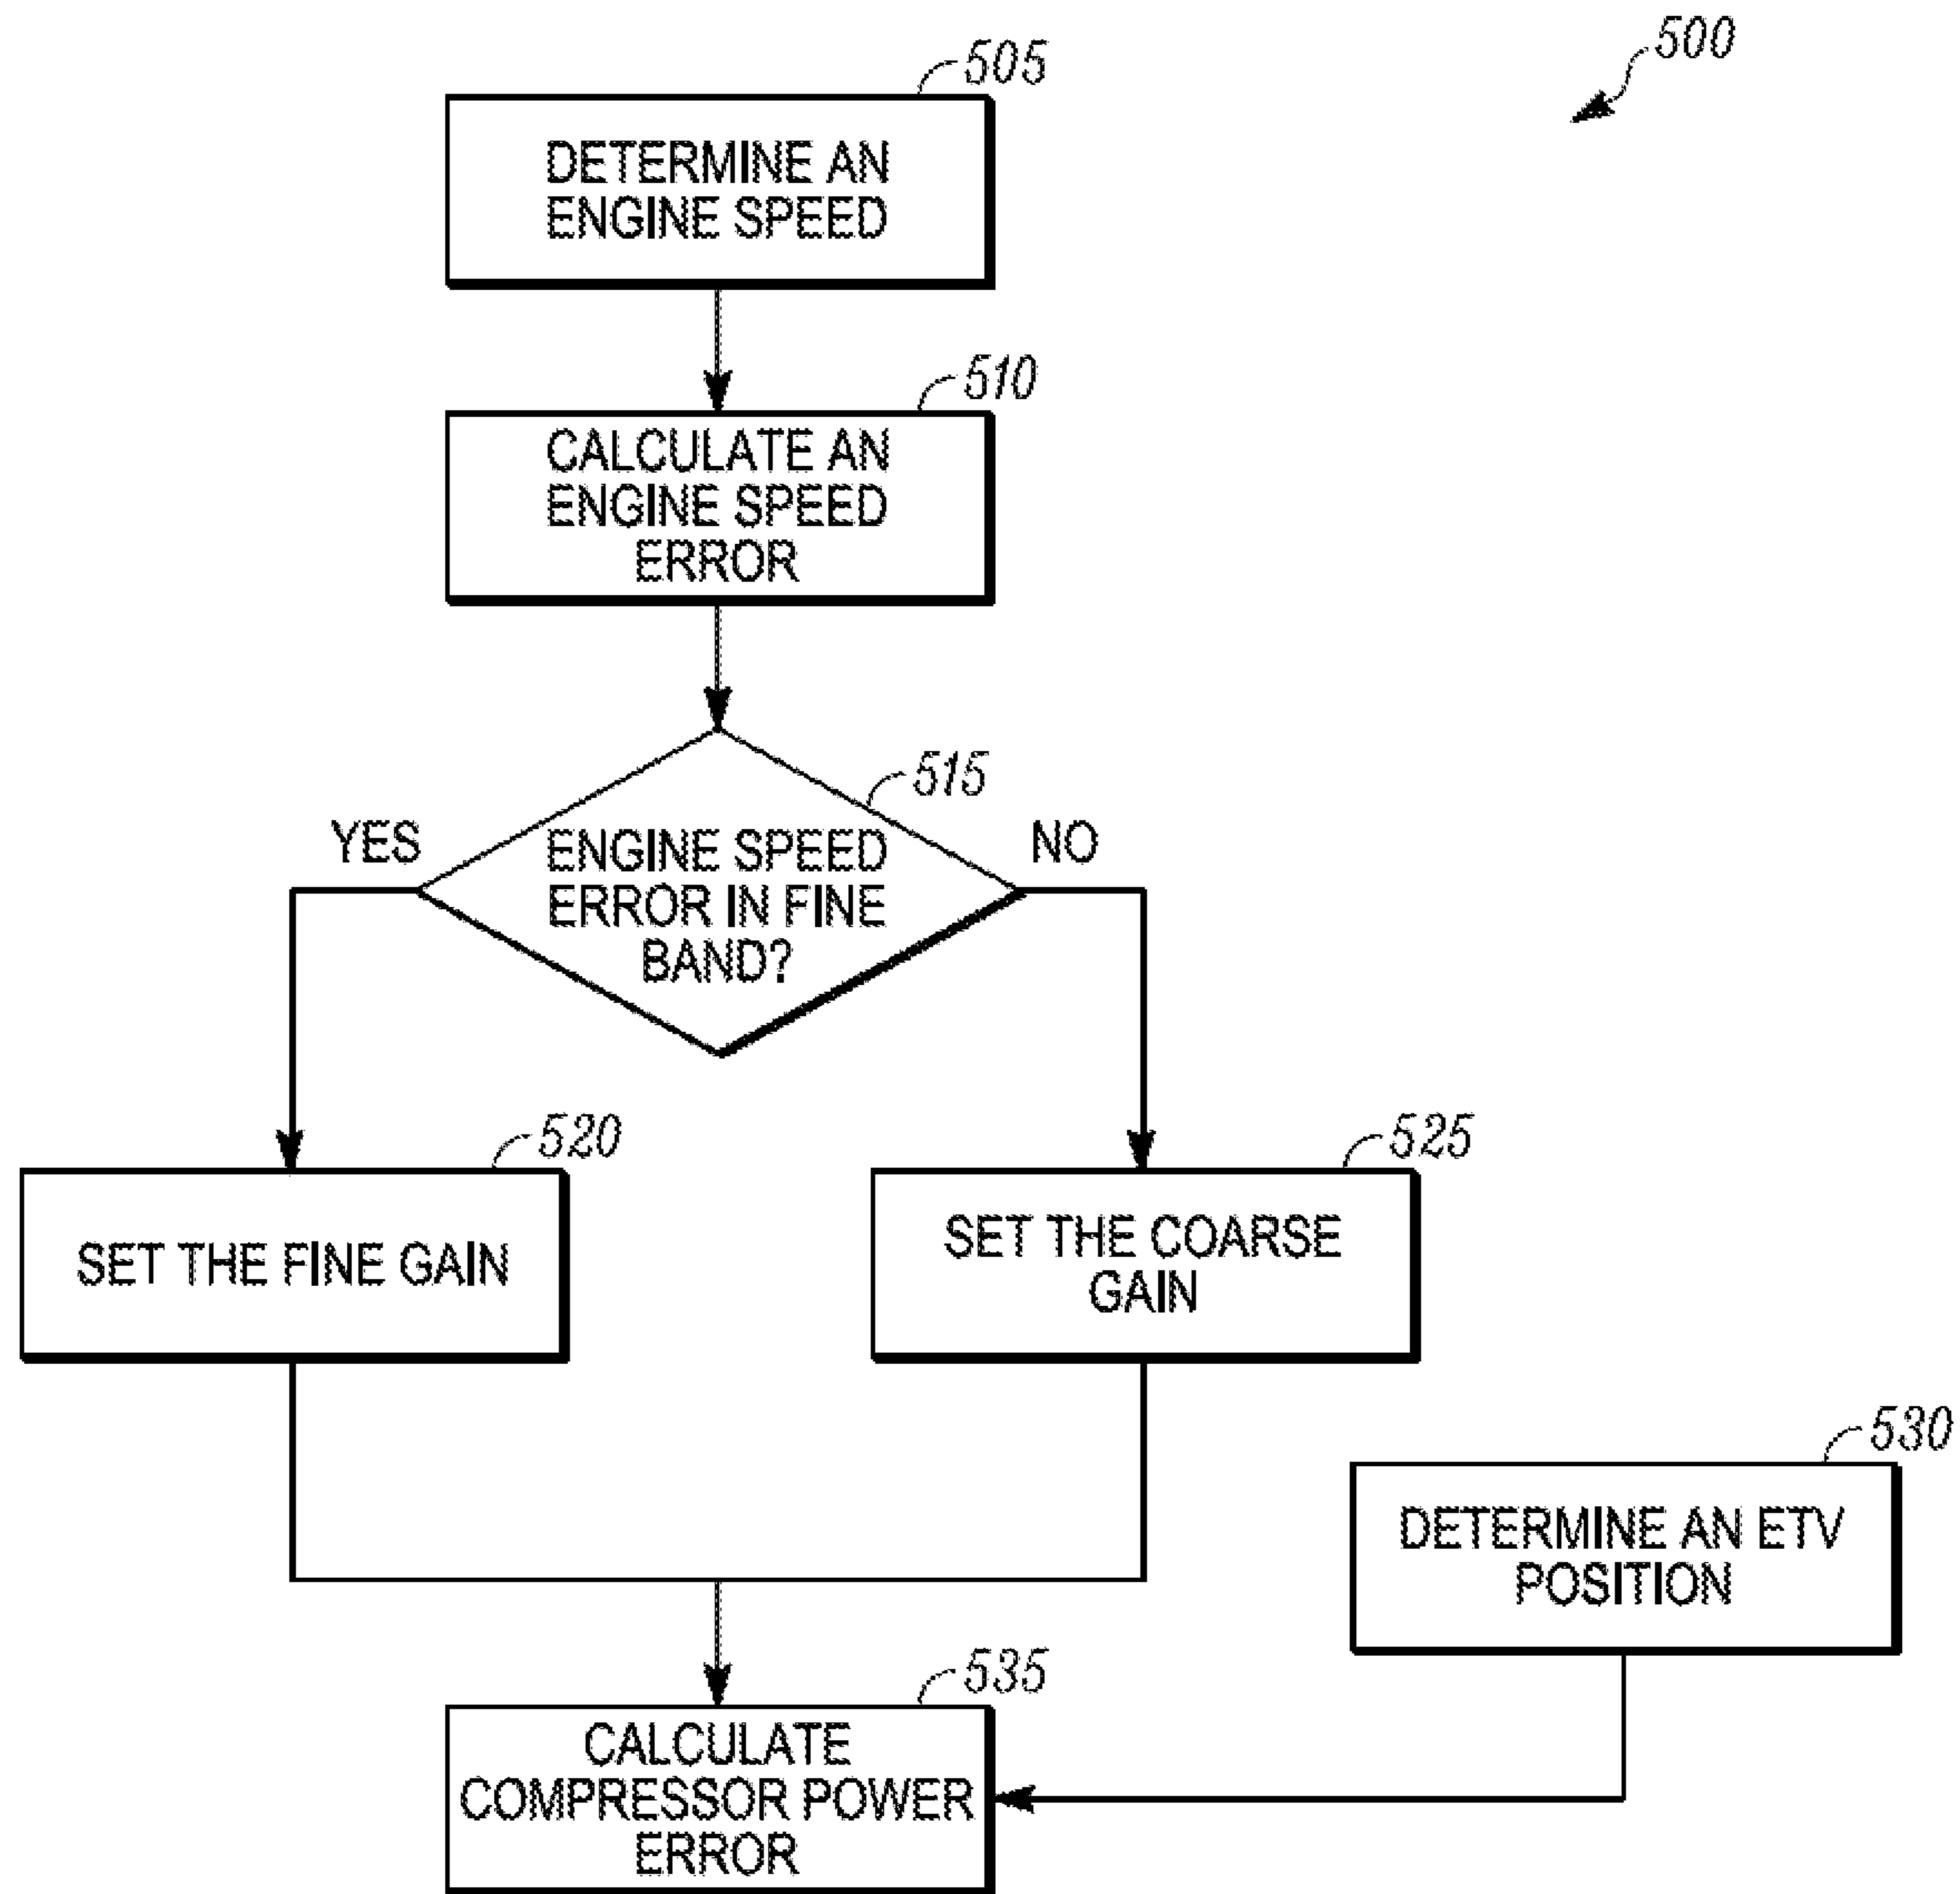 500
505
DETERMINE AN
ENGINE SPEED
510
CALCULATE AN
ENGINE SPEED
ERROR
515
YES
NO
ENGINE SPEED
ERROR IN FINE
BAND?
520
SET THE FINE GAIN
525
SET THE COARSE
GAIN
530
DETERMINE AN ETV
POSITION
535
CALCULATE
COMPRESSOR POWER
ERROR